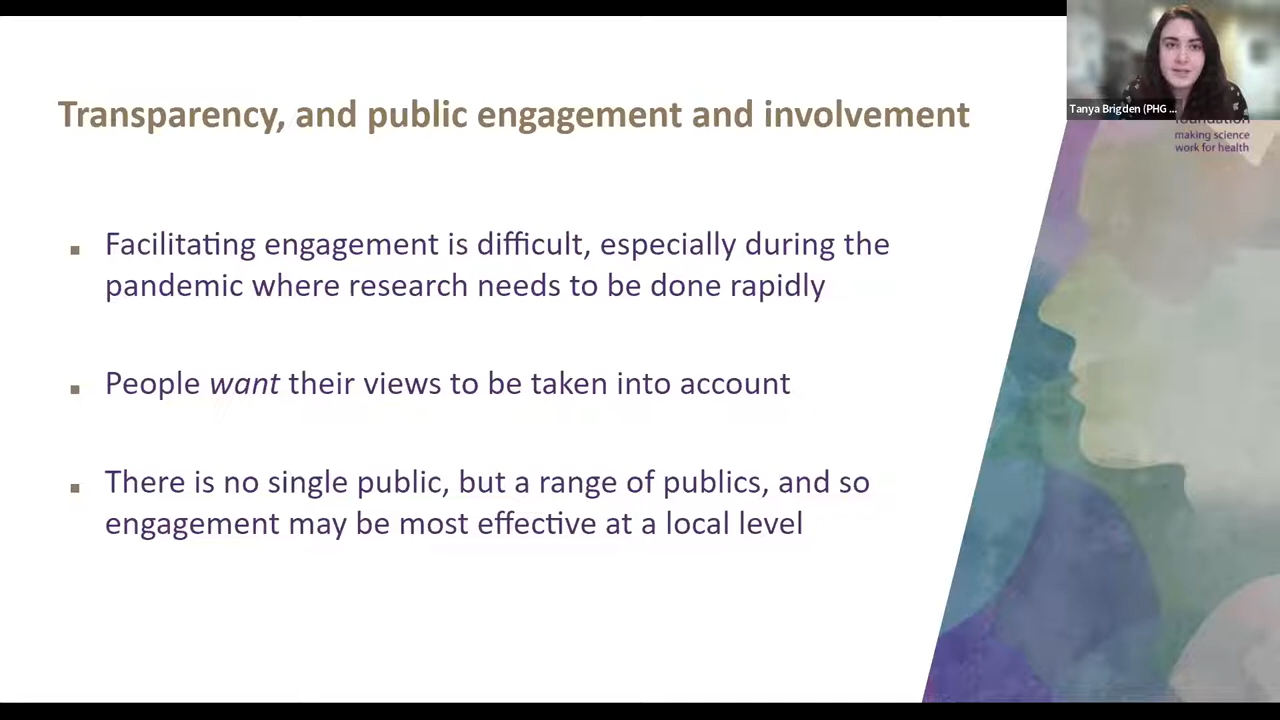 Transparency, and public engagement and involvement
Facilitating engagement is difficult, especially during the
pandemic where research needs to be done rapidly
People want their views to be taken into account
There is no single public, but a range of publics, and so
engagement may be most effective at a local level
Tanya Brigden (PHG ...
foundation
making science
work for health